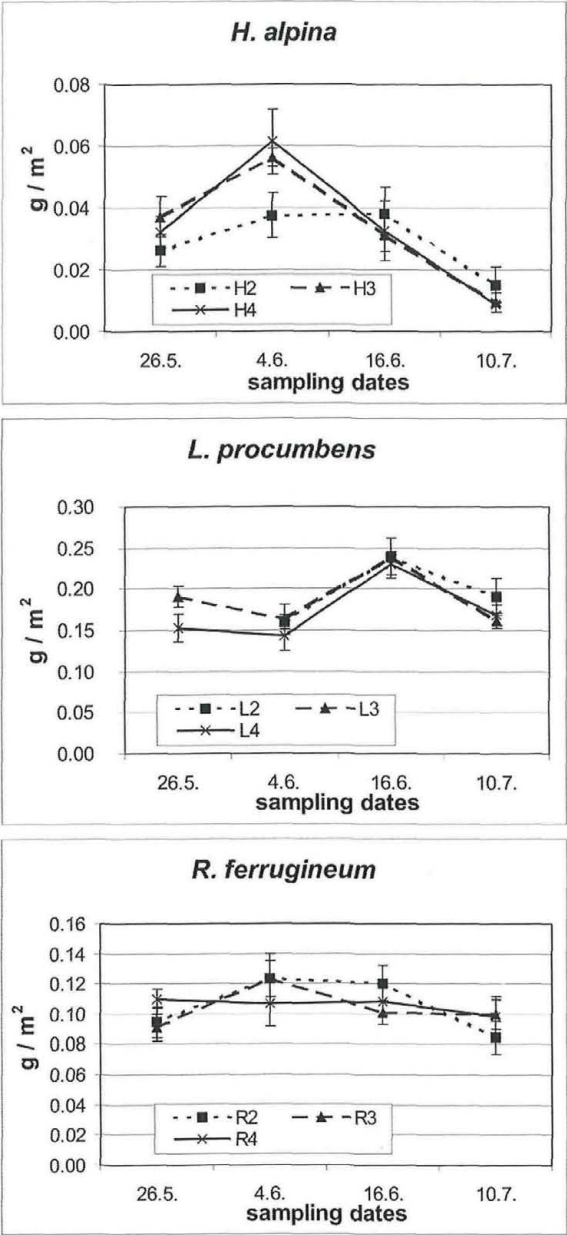 H. alpina
0.08
0.06
0.04
0.02
0.00
g / m²
H2 H3
H4
26.5. 4.6. 16.6. 10.7.
sampling dates
L. procumbens
0.30
0.25
0.20
0.15
0.10
0.05
0.00
g / m²
L2 L3
L4
26.5. 4.6. 16.6. 10.7.
sampling dates
R. ferrugineum
0.16
0.14
0.12
0.10
0.08
0.06
0.04
0.02
0.00
g / m²
R2 R3
R4
26.5. 4.6. 16.6. 10.7.
sampling dates